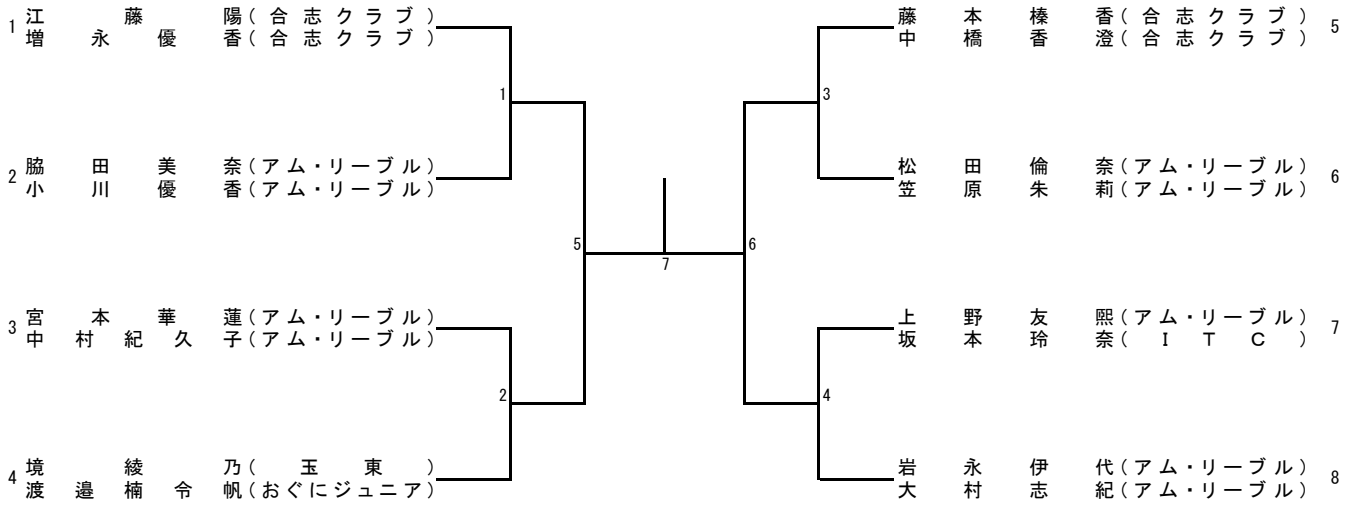 1 江藤陽(合志クラブ)
増永優香(合志クラブ)
1
2 脇田美奈(アム・リーブル)
小川優香(アム・リーブル)
5
3 宮本華蓮(アム・リーブル)
中村紀久子(アム・リーブル)
2
4 境綾乃(玉東)
渡邉楠令帆(おぐにジュニア)
7
藤本榛香(合志クラブ) 5
中橋香澄(合志クラブ)
3
松田倫奈(アム・リーブル) 6
笠原朱莉(アム・リーブル)
6
上野友熙(アム・リーブル) 7
坂本玲奈(ITC)
4
岩永伊代(アム・リーブル) 8
大村志紀(アム・リーブル)